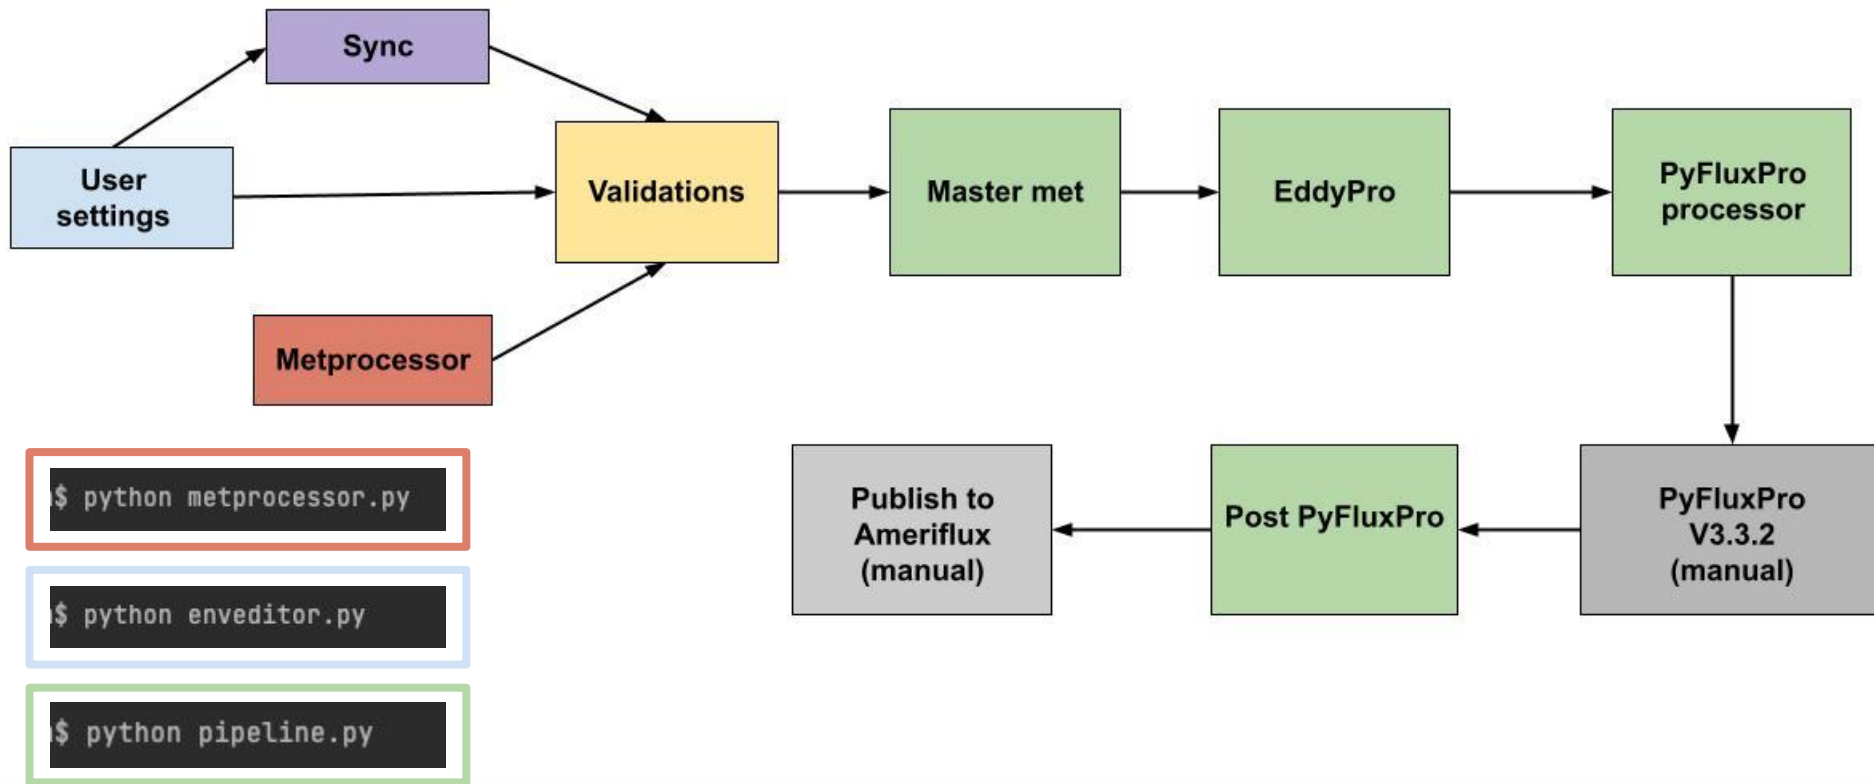 Sync
User
settings
Validations
Master met
EddyPro
PyFluxPro
processor
Metprocessor
Publish to
Ameriflux
(manual)
Post PyFluxPro
PyFluxPro
V3.3.2
(manual)
$ python metprocessor.py
$ python enveditor.py
$ python pipeline.py